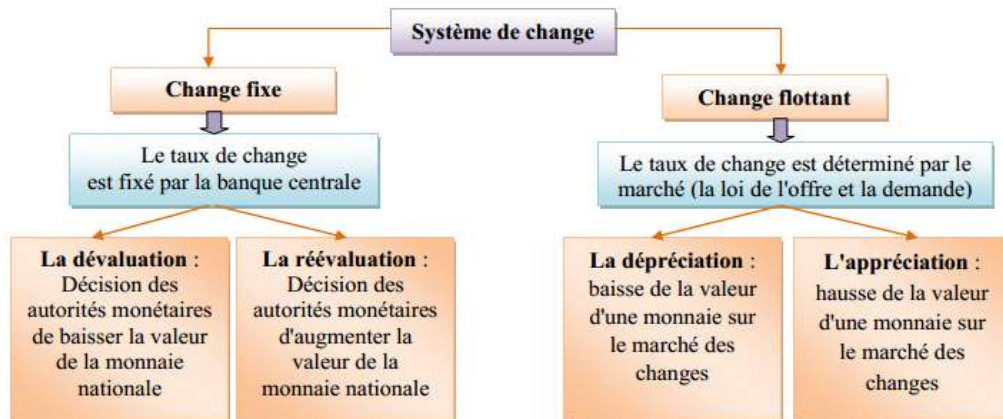 Système de change
Change fixe
Change flottant
Le taux de change
est fixé par la banque centrale
Le taux de change est déterminé par le
marché (la loi de l'offre et la demande)
La dévaluation :
Décision des
autorités monétaires
de baisser la valeur
de la monnaie
nationale
La réévaluation :
Décision des
autorités monétaires
d'augmenter la
valeur de la
monnaie nationale
La dépréciation :
baisse de la valeur
d'une monnaie sur
le marché des
changes
L'appréciation :
hausse de la valeur
d'une monnaie sur
le marché des
changes